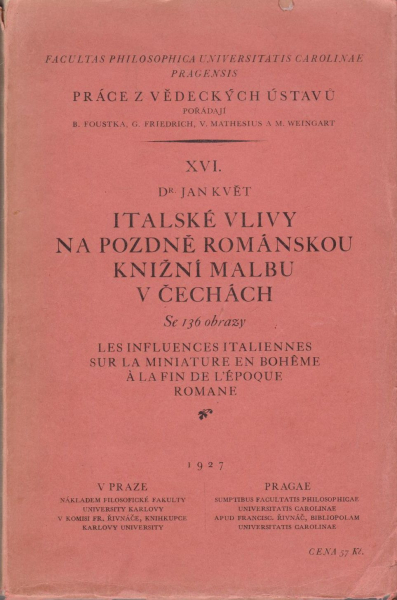 FACULTAS PHILOSOPHICA UNIVERSITATIS CAROLINAE
PRAGENSIS
PRÁCE Z VĚDECKÝCH ÚSTAVŮ
POŘÁDAJÍ
B. FOUSTKA, G. FRIEDRICH, V. MATHESIUS A M. WEINGART
XVI.
DR. JAN KVĚT
ITALSKÉ VLIVY
NA POZDNĚ ROMÁNSKOU
KNIŽNÍ MALBU
V ČECHÁCH
Se 136 obrazy
LES INFLUENCES ITALIENNES
SUR LA MINIATURE EN BOHÊME
À LA FIN DE L'ÉPOQUE
ROMANE
1927
V PRAZE
NÁKLADEM FILOSOFICKÉ FAKULTY
UNIVERSITY KARLOVY
V KOMBI FR. ŘIVNÁČE, KNIHKUPCE
KARLOVY UNIVERSITY
PRAGAE
SUMPTIBUS FACULTATIS PHILOSOPHICAE
UNIVERSITATIS CAROLINAE
APUD FRANCISC. ŘIVNÁČ, BIBLIOPOLAM
UNIVERSITATIS CAROLINAE
CENA 57 Kč.